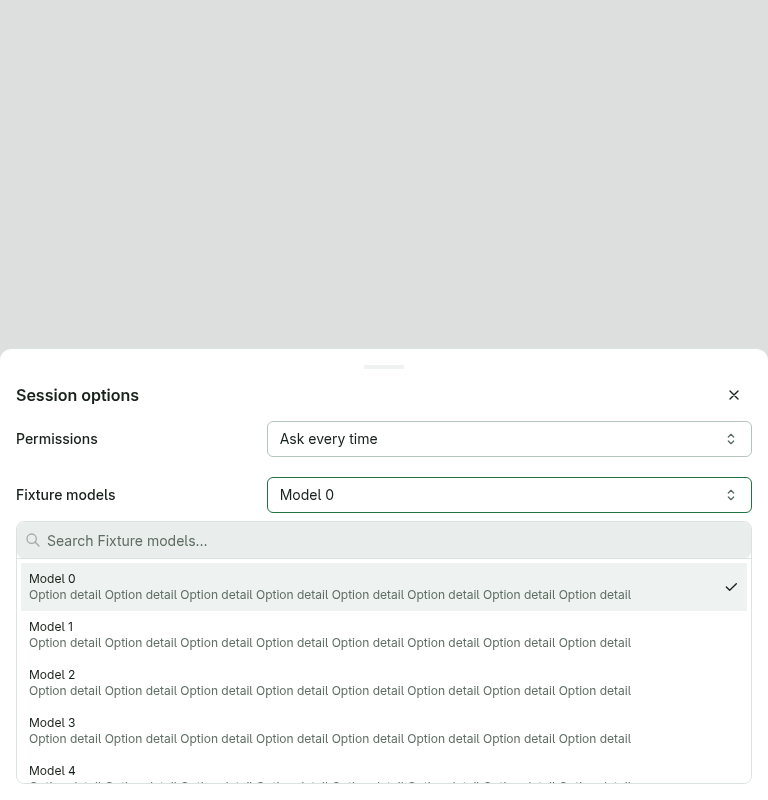 Session options
Permissions
Ask every time
Fixture models
Model 0
Search Fixture models...
Model 0
Option detail Option detail Option detail Option detail Option detail Option detail Option detail Option detail
Model 1
Option detail Option detail Option detail Option detail Option detail Option detail Option detail Option detail
Model 2
Option detail Option detail Option detail Option detail Option detail Option detail Option detail Option detail
Model 3
Option detail Option detail Option detail Option detail Option detail Option detail Option detail Option detail
Model 4